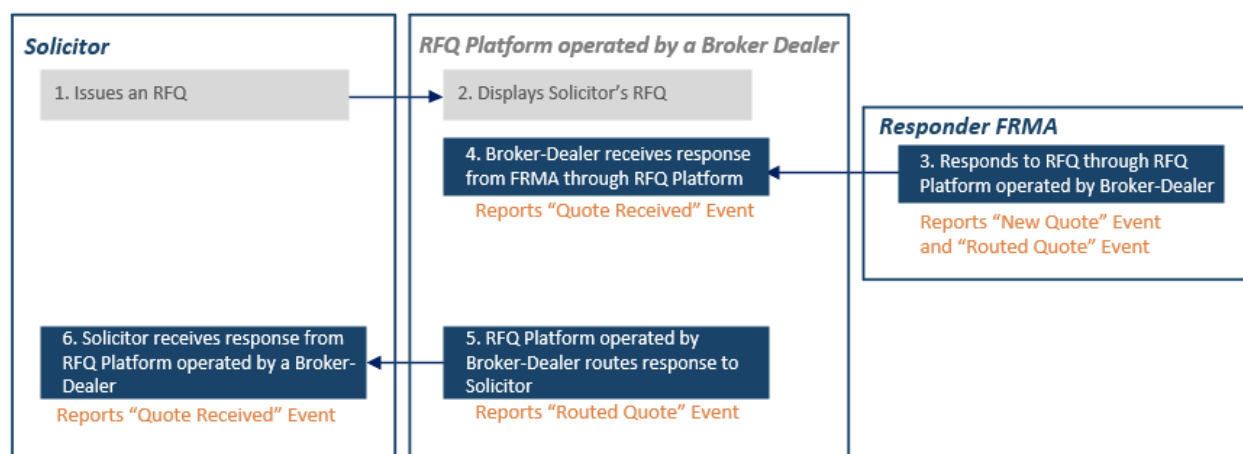 Solicitor
RFQ Platform operated by a Broker Dealer
1. Issues an RFQ
2. Displays Solicitor's RFQ
Responder FRMA
3. Responds to RFQ through RFQ
Platform operated by Broker-Dealer
Reports “New Quote” Event
and “Routed Quote” Event
4. Broker-Dealer receives response
from FRMA through RFQ Platform
Reports “Quote Received” Event
5. RFQ Platform operated by
Broker-Dealer routes response to
Solicitor
Reports “Routed Quote” Event
6. Solicitor receives response from
RFQ Platform operated by a Broker-
Dealer
Reports “Quote Received” Event